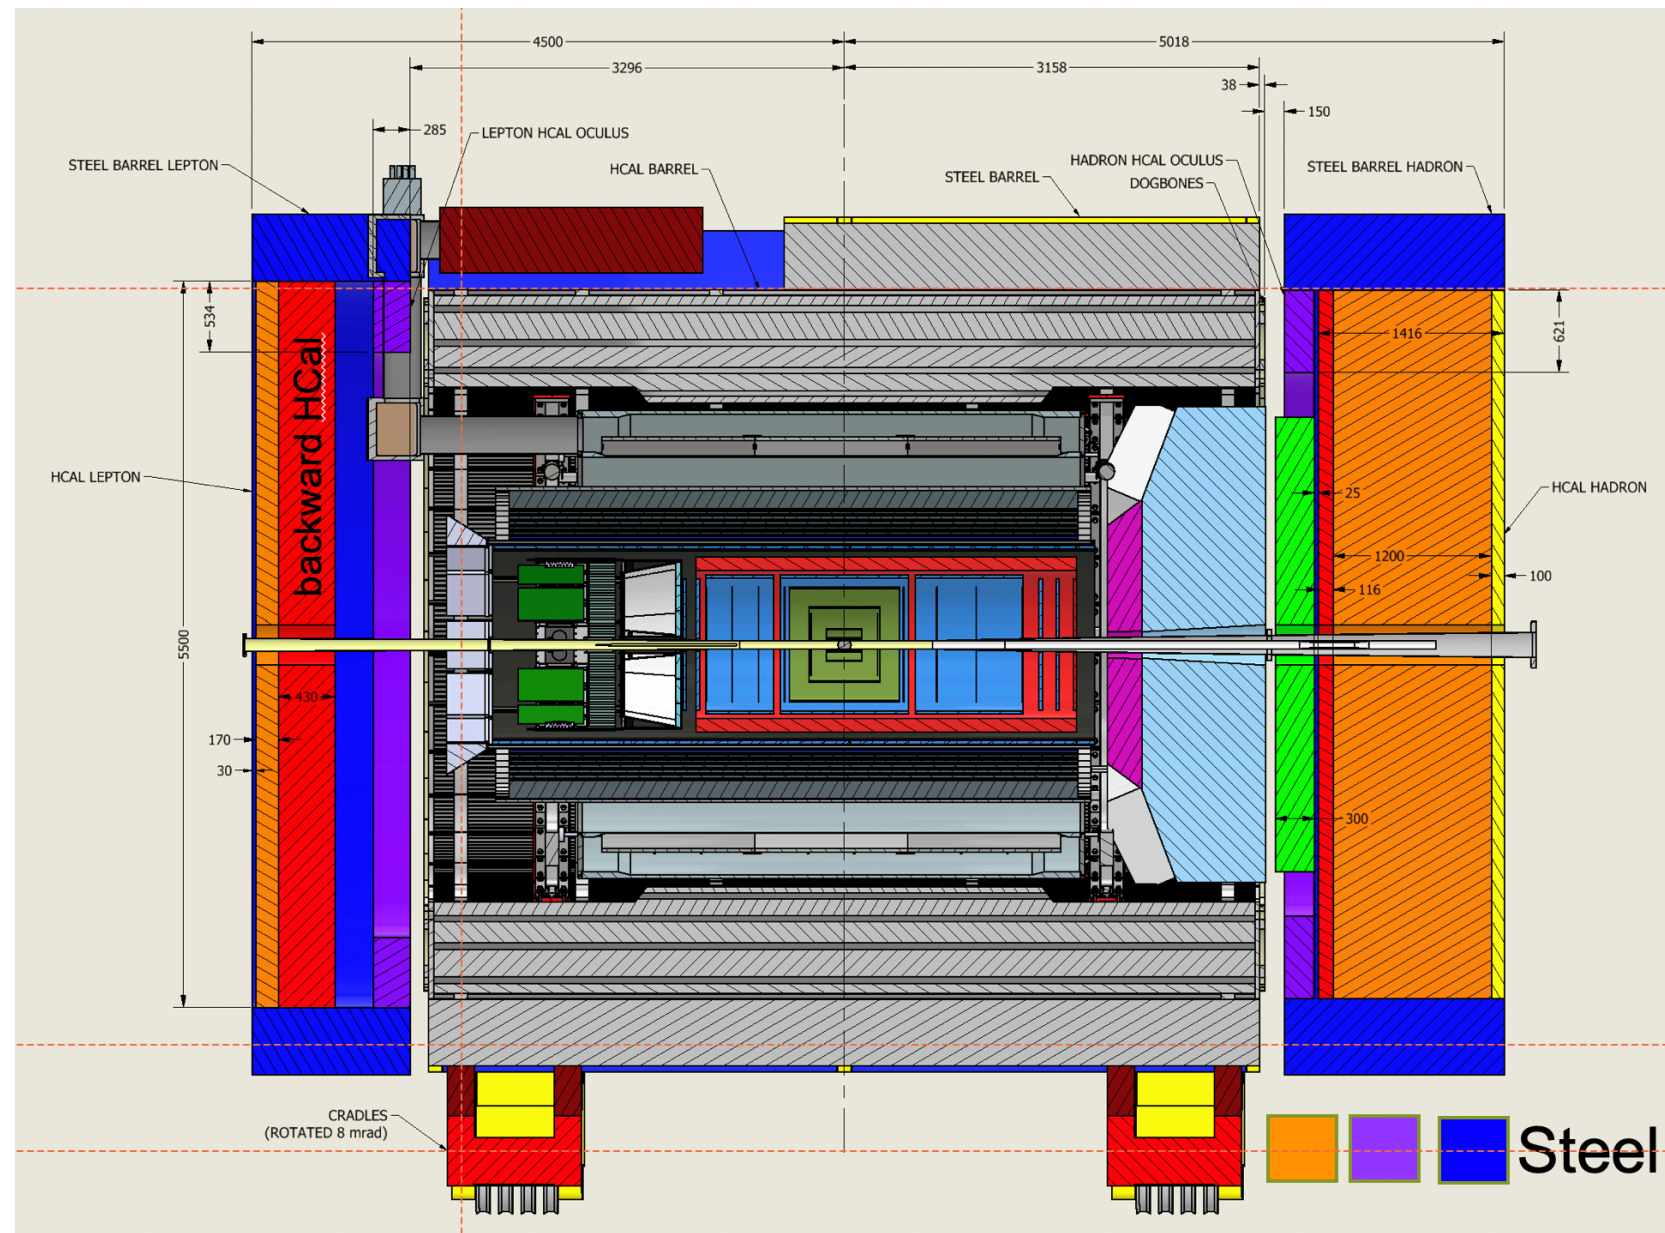 4500
5018
3296
3158
38
150
285
LEPTON HCAL OCULUS
STEEL BARREL LEPTON
HCAL BARREL
STEEL BARREL
HADRON HCAL OCULUS
DOGBONES
STEEL BARREL HADRON
534
1416
621
backward HCal
HCAL LEPTON
25
HCAL HADRON
1200
100
116
5500
430
170
30
300
CRADLES
(ROTATED 8 mrad)
Steel